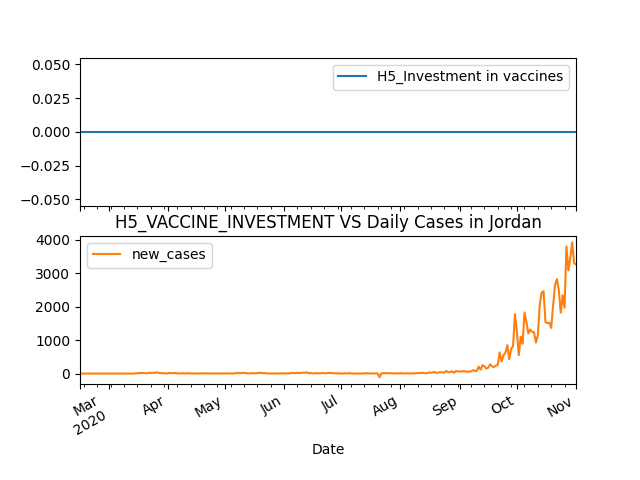 0.050
0.025
0.000
−0.025
−0.050
H5_Investment in vaccines
H5_VACCINE_INVESTMENT VS Daily Cases in Jordan
4000
3000
2000
1000
0
new_cases
Mar
2020
Apr
May
Jun
Jul
Aug
Sep
Oct
Nov
Date